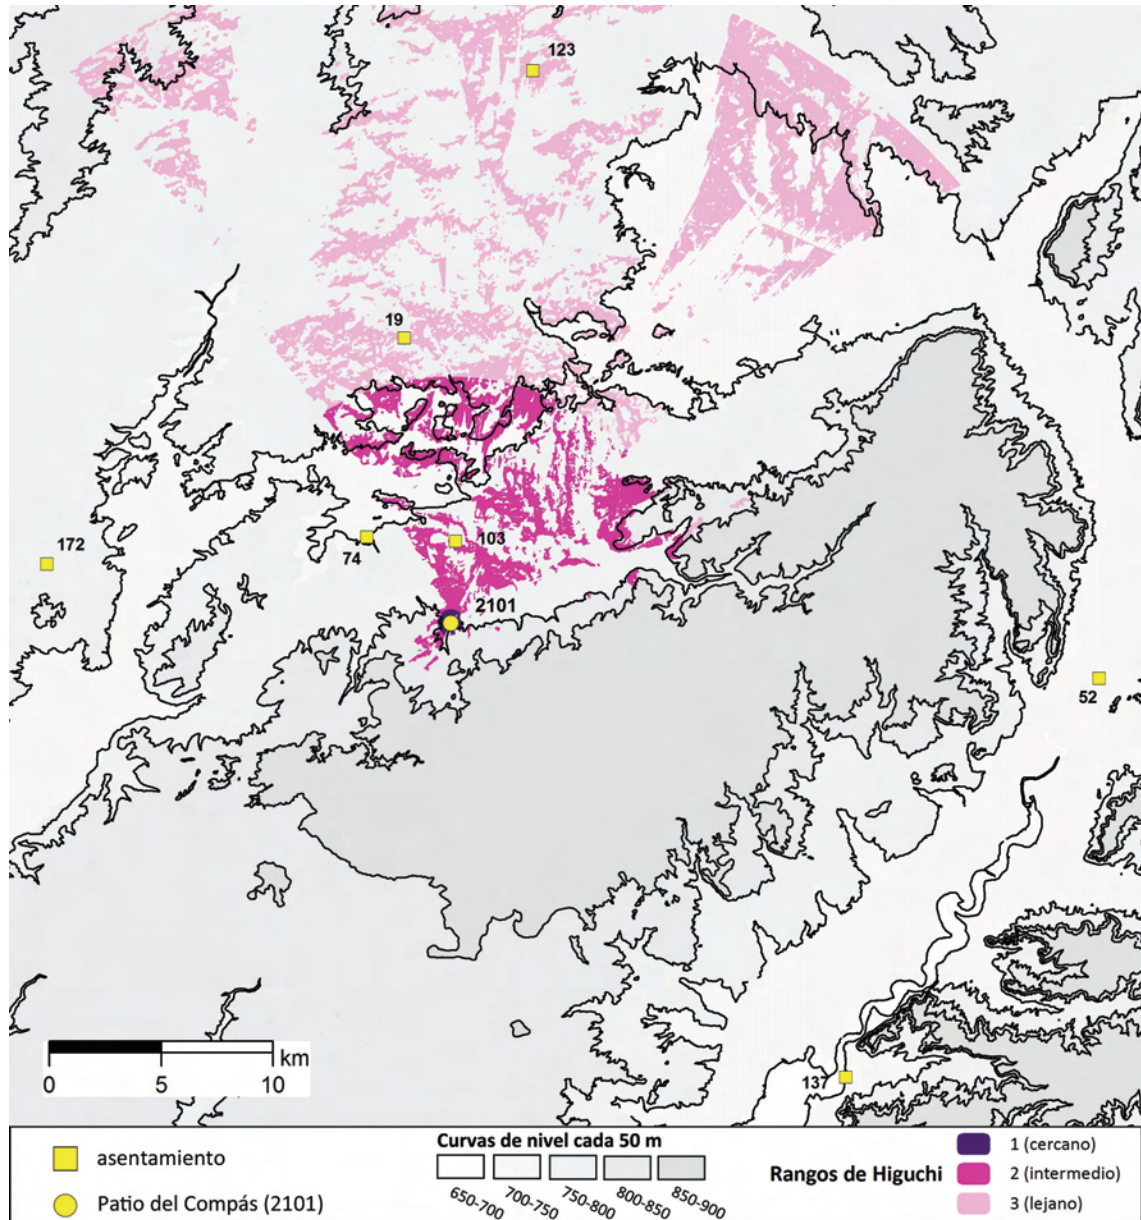 123
19
172
74
103
2101
52
137
km
0 5 10
asentamiento
Patio del Compás (2101)
Curvas de nivel cada 50 m
650-700 700-750 750-800 800-850 850-900
Rangos de Higuchi
1 (cercano)
2 (intermedio)
3 (lejano)